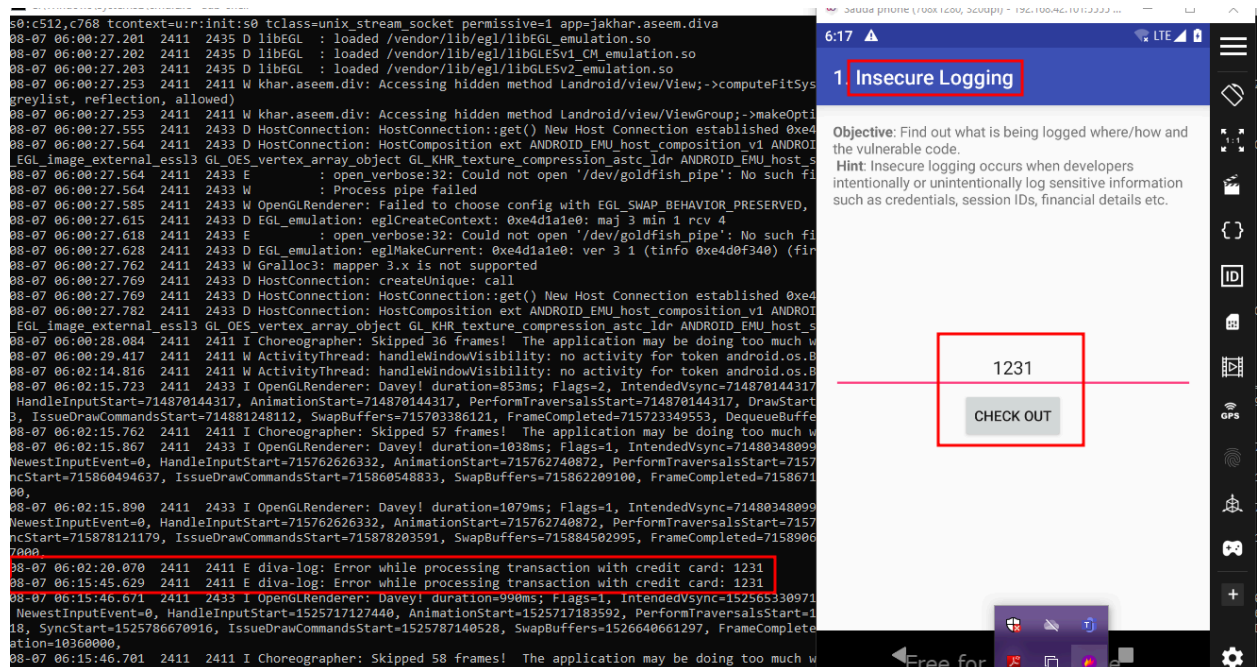 s0:c512,c768 tcontext=u:r:init:s0 tclass=unix_stream_socket permissive=1 app=jakhar.aseem.diva
08-07 06:00:27.201 2411 2435 D libEGL : loaded /vendor/lib/egl/libEGL_emulation.so
08-07 06:00:27.202 2411 2435 D libEGL : loaded /vendor/lib/egl/libGLESv1_CM_emulation.so
08-07 06:00:27.203 2411 2435 D libEGL : loaded /vendor/lib/egl/libGLESv2_emulation.so
08-07 06:00:27.253 2411 2411 W khar.aseem.div: Accessing hidden method Landroid/view/View;->computeFitSys
greylist, reflection, allowed)
08-07 06:00:27.253 2411 2411 W khar.aseem.div: Accessing hidden method Landroid/view/ViewGroup;->makeOpti
08-07 06:00:27.555 2411 2433 D HostConnection: HostConnection::get() New Host Connection established 0xe4
08-07 06:00:27.564 2411 2433 D HostConnection: HostComposition ext ANDROID_EMU_host_composition_v1 ANDROI
_EGL_image_external_essl3 GL_OES_vertex_array_object GL_KHR_texture_compression_astc_ldr ANDROID_EMU_host_s
08-07 06:00:27.564 2411 2433 E : open_verbose:32: Could not open '/dev/goldfish_pipe': No such fi
08-07 06:00:27.564 2411 2433 W : Process pipe failed
08-07 06:00:27.585 2411 2433 W OpenGLRenderer: Failed to choose config with EGL_SWAP_BEHAVIOR_PRESERVED,
08-07 06:00:27.615 2411 2433 D EGL_emulation: eglCreateContext: 0xe4d1a1e0: maj 3 min 1 rcv 4
08-07 06:00:27.618 2411 2433 E : open_verbose:32: Could not open '/dev/goldfish_pipe': No such fi
08-07 06:00:27.628 2411 2433 D EGL_emulation: eglMakeCurrent: 0xe4d1a1e0: ver 3 1 (tinfo 0xe4d0f340) (fir
08-07 06:00:27.762 2411 2433 W Gralloc3: mapper 3.x is not supported
08-07 06:00:27.769 2411 2433 D HostConnection: createUnique: call
08-07 06:00:27.769 2411 2433 D HostConnection: HostConnection::get() New Host Connection established 0xe4
08-07 06:00:27.782 2411 2433 D HostConnection: HostComposition ext ANDROID_EMU_host_composition_v1 ANDROI
_EGL_image_external_essl3 GL_OES_vertex_array_object GL_KHR_texture_compression_astc_ldr ANDROID_EMU_host_s
08-07 06:00:28.084 2411 2411 I Choreographer: Skipped 36 frames! The application may be doing too much w
08-07 06:00:29.417 2411 2411 W ActivityThread: handleWindowVisibility: no activity for token android.os.B
08-07 06:02:14.816 2411 2411 W ActivityThread: handleWindowVisibility: no activity for token android.os.B
08-07 06:02:15.723 2411 2433 I OpenGLRenderer: Davey! duration=853ms; Flags=2, IntendedVsync=714870144317
HandleInputStart=714870144317, AnimationStart=714870144317, PerformTraversalsStart=714870144317, DrawStart
3, IssueDrawCommandsStart=714881248112, SwapBuffers=715703386121, FrameCompleted=715723349553, DequeueBuffe
08-07 06:02:15.762 2411 2411 I Choreographer: Skipped 57 frames! The application may be doing too much w
08-07 06:02:15.867 2411 2433 I OpenGLRenderer: Davey! duration=1038ms; Flags=1, IntendedVsync=71480348099
NewestInputEvent=0, HandleInputStart=715762626332, AnimationStart=715762740872, PerformTraversalsStart=7157
ncStart=715860494637, IssueDrawCommandsStart=715860548833, SwapBuffers=715862209100, FrameCompleted=7158671
00,
08-07 06:02:15.890 2411 2433 I OpenGLRenderer: Davey! duration=1079ms; Flags=1, IntendedVsync=71480348099
NewestInputEvent=0, HandleInputStart=715762626332, AnimationStart=715762740872, PerformTraversalsStart=7157
ncStart=715878121179, IssueDrawCommandsStart=715878203591, SwapBuffers=715884502995, FrameCompleted=7158906
7000,
08-07 06:02:20.070 2411 2411 E diva-log: Error while processing transaction with credit card: 1231
08-07 06:15:45.629 2411 2411 E diva-log: Error while processing transaction with credit card: 1231
08-07 06:15:46.671 2411 2433 I OpenGLRenderer: Davey! duration=990ms; Flags=1, IntendedVsync=152565330971
NewestInputEvent=0, HandleInputStart=1525717127440, AnimationStart=1525717183592, PerformTraversalsStart=1
18, SyncStart=1525786670916, IssueDrawCommandsStart=1525787140528, SwapBuffers=1526640661297, FrameComplete
ation=10360000,
08-07 06:15:46.701 2411 2411 I Choreographer: Skipped 58 frames! The application may be doing too much w
6:17
LTE
1. Insecure Logging
Objective: Find out what is being logged where/how and
the vulnerable code.
Hint: Insecure logging occurs when developers
intentionally or unintentionally log sensitive information
such as credentials, session IDs, financial details etc.
1231
CHECK OUT
Free for
1:1
ID
GPS